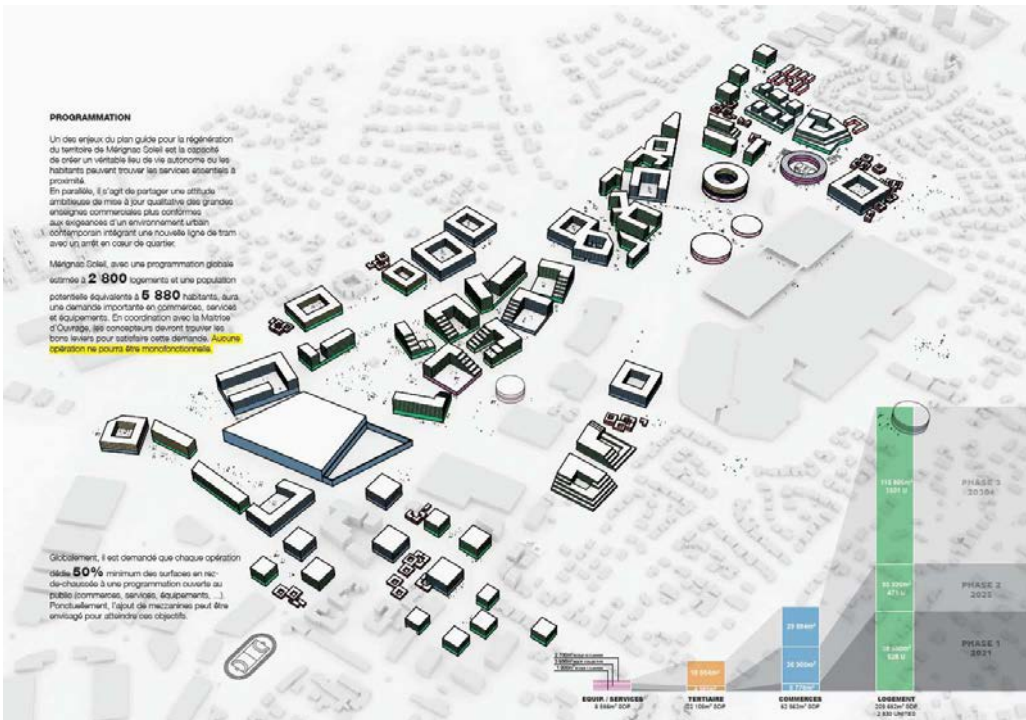 PROGRAMMATION
Un des enjeux du plan guide pour la régénération
du territoire de Mérignac Soleil est la capacité
de créer un véritable lieu de vie autonome ou les
habitants peuvent trouver les services essentiels à
proximité.
En parallèle, il s'agit de partager une attitude
ambitieuse de mise à jour qualitative des grandes
enseignes commerciales plus conformes
aux exigeances d'un environnement urbain
contemporain intégrant une nouvelle ligne de tram
avec un arrêt en cœur de quartier.
Mérignac Soleil, avec une programmation globale
estimée à 2 800 logements et une population
potentielle équivalente à 5 880 habitants, aura
une demande importante en commerces, services
et équipements. En coordination avec la Maitrise
d'Ouvrage, les concepteurs devront trouver les
bons leviers pour satisfaire cette demande. Aucune
opération ne pourra être monofonctionnelle.
Globalement, il est demandé que chaque opération
dédie 50% minimum des surfaces en rez-
de-chaussée à une programmation ouverte au
public (commerces, services, équipements, ...).
Ponctuellement, l'ajout de mezzanines peut être
envisagé pour atteindre ces objectifs.
PHASE 3
PHASE 2
2025
PHASE 1
2021
EQUIP. / SERVICES
TERTIAIRE
COMMERCES
LOGEMENT